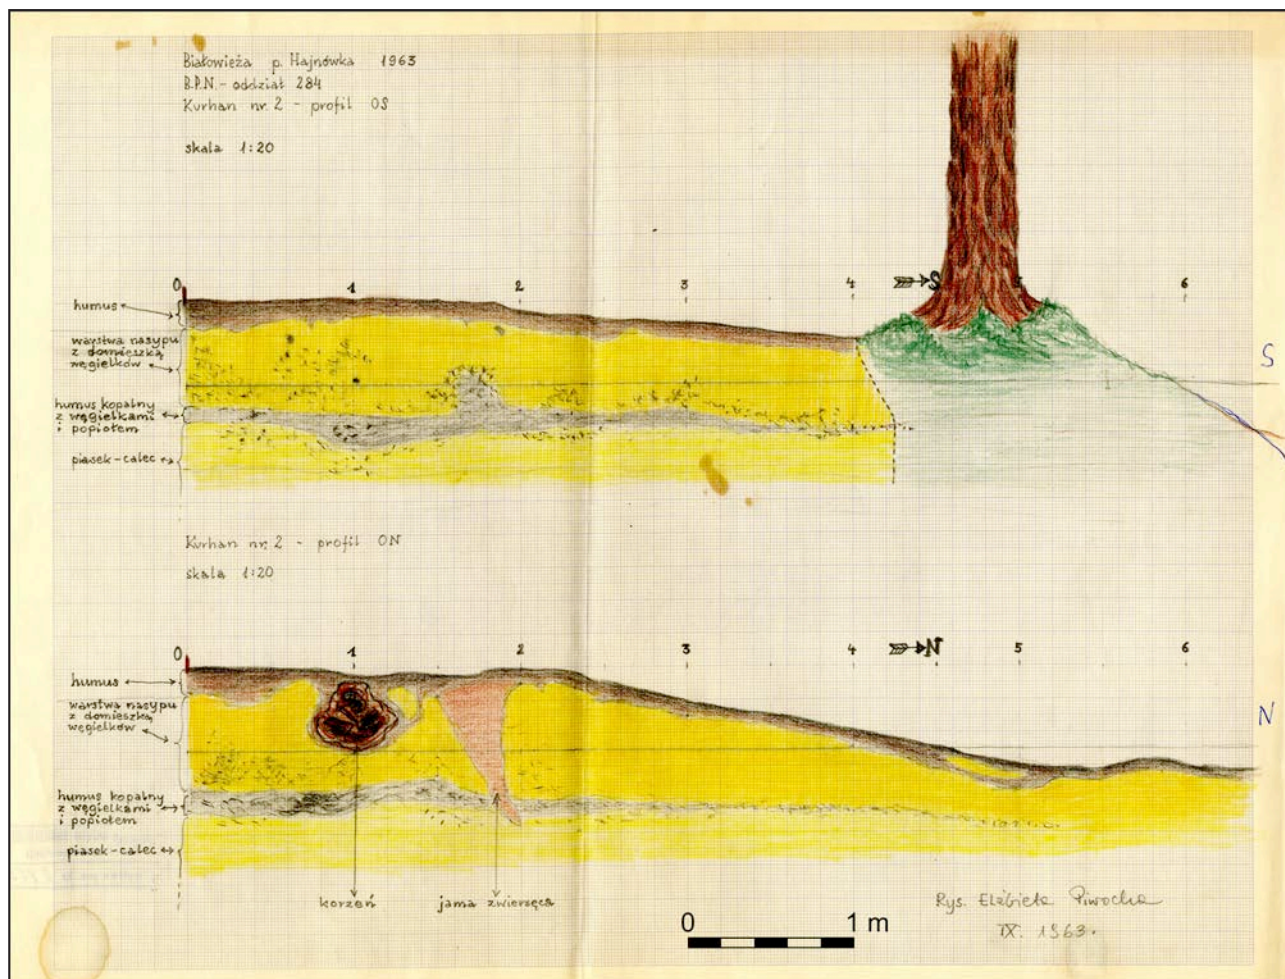 Białowieża p. Hajnówka 1963
B.P.N. - oddział 284
Kurhan nr. 2 - profil OS
skala 1:20
0 1 2 3 4 S 5 6
humus
warstwa nasypu
z domieszką
węgielków
S
humus kopalny
z węgielkami
i popiołem
piasek - calec
Kurhan nr. 2 - profil ON
skala 1:20
0 1 2 3 4 N 5 6
humus
warstwa nasypu
z domieszką
węgielków
N
humus kopalny
z węgielkami
i popiołem
piasek - calec
korzeń jama zwierzęca
Rys. Elżbieta Piwocka
IX. 1963.
0 1 m